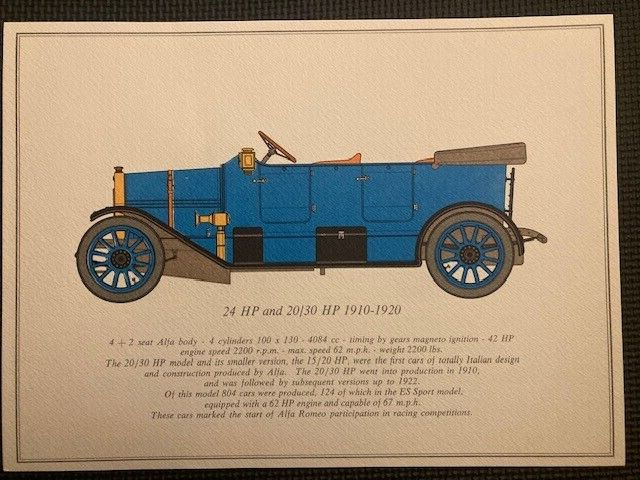 24 HP and 20/30 HP 1910-1920
4 + 2 seat Alfa body - 4 cylinders 100 x 130 - 4084 cc - timing by gears magneto ignition - 42 HP
engine speed 2200 r.p.m. - max. speed 62 m.p.h. - weight 2200 lbs.
The 20/30 HP model and its smaller version, the 15/20 HP, were the first cars of totally Italian design
and construction produced by Alfa. The 20/30 HP went into production in 1910,
and was followed by subsequent versions up to 1922.
Of this model 804 cars were produced, 124 of which in the ES Sport model,
equipped with a 62 HP engine and capable of 67 m.p.h.
These cars marked the start of Alfa Romeo participation in racing competitions.